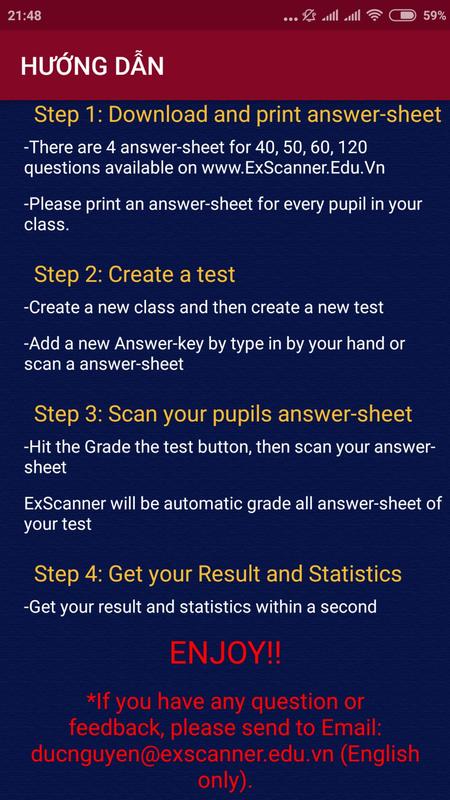 21:48
... 59%
HƯỚNG DẪN
Step 1: Download and print answer-sheet
-There are 4 answer-sheet for 40, 50, 60, 120
questions available on www.ExScanner.Edu.Vn
-Please print an answer-sheet for every pupil in your
class.
Step 2: Create a test
-Create a new class and then create a new test
-Add a new Answer-key by type in by your hand or
scan a answer-sheet
Step 3: Scan your pupils answer-sheet
-Hit the Grade the test button, then scan your answer-
sheet
ExScanner will be automatic grade all answer-sheet of
your test
Step 4: Get your Result and Statistics
-Get your result and statistics within a second
ENJOY!!
*If you have any question or
feedback, please send to Email:
ducnguyen@exscanner.edu.vn (English
only).